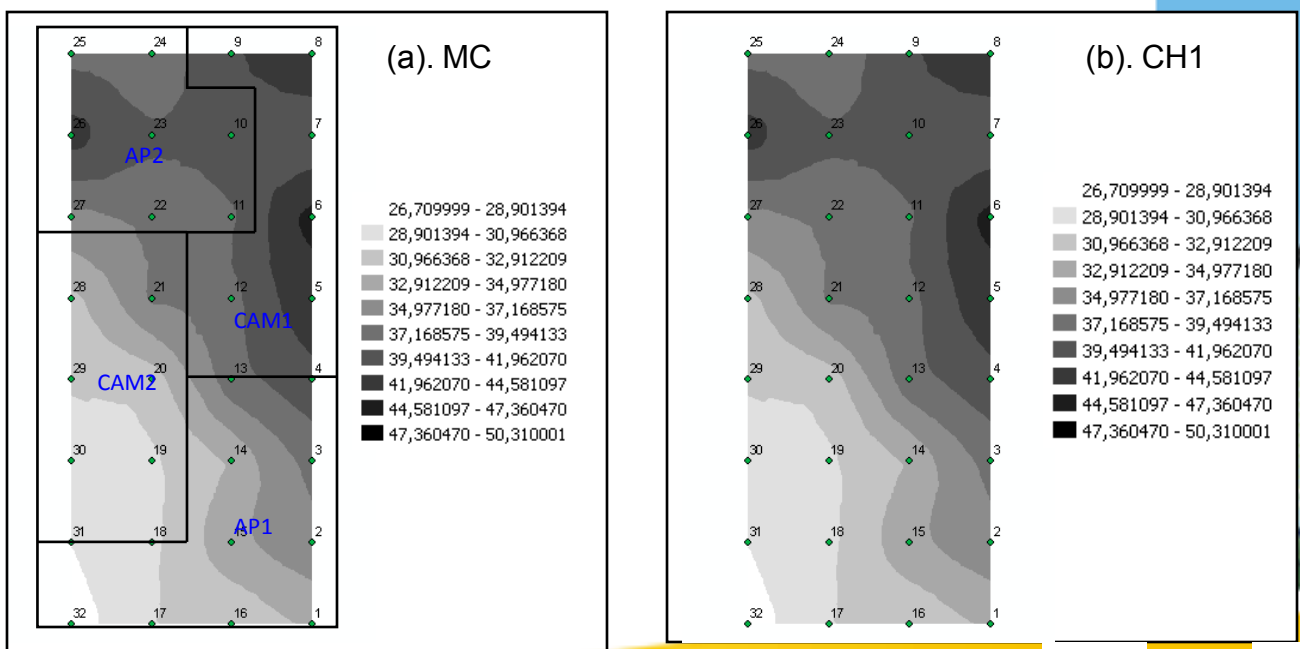 (a). MC
25 24 9 8
26 23 10 7
AP2
27 22 11 6
28 21 12 5
CAM1
29 20 13 4
CAM2
30 19 14 3
31 18 15 2
AP1
32 17 16 1
26,709999 - 28,901394
28,901394 - 30,966368
30,966368 - 32,912209
32,912209 - 34,977180
34,977180 - 37,168575
37,168575 - 39,494133
39,494133 - 41,962070
41,962070 - 44,581097
44,581097 - 47,360470
47,360470 - 50,310001
(b). CH1
25 24 9 8
26 23 10 7
27 22 11 6
28 21 12 5
29 20 13 4
30 19 14 3
31 18 15 2
32 17 16 1
26,709999 - 28,901394
28,901394 - 30,966368
30,966368 - 32,912209
32,912209 - 34,977180
34,977180 - 37,168575
37,168575 - 39,494133
39,494133 - 41,962070
41,962070 - 44,581097
44,581097 - 47,360470
47,360470 - 50,310001